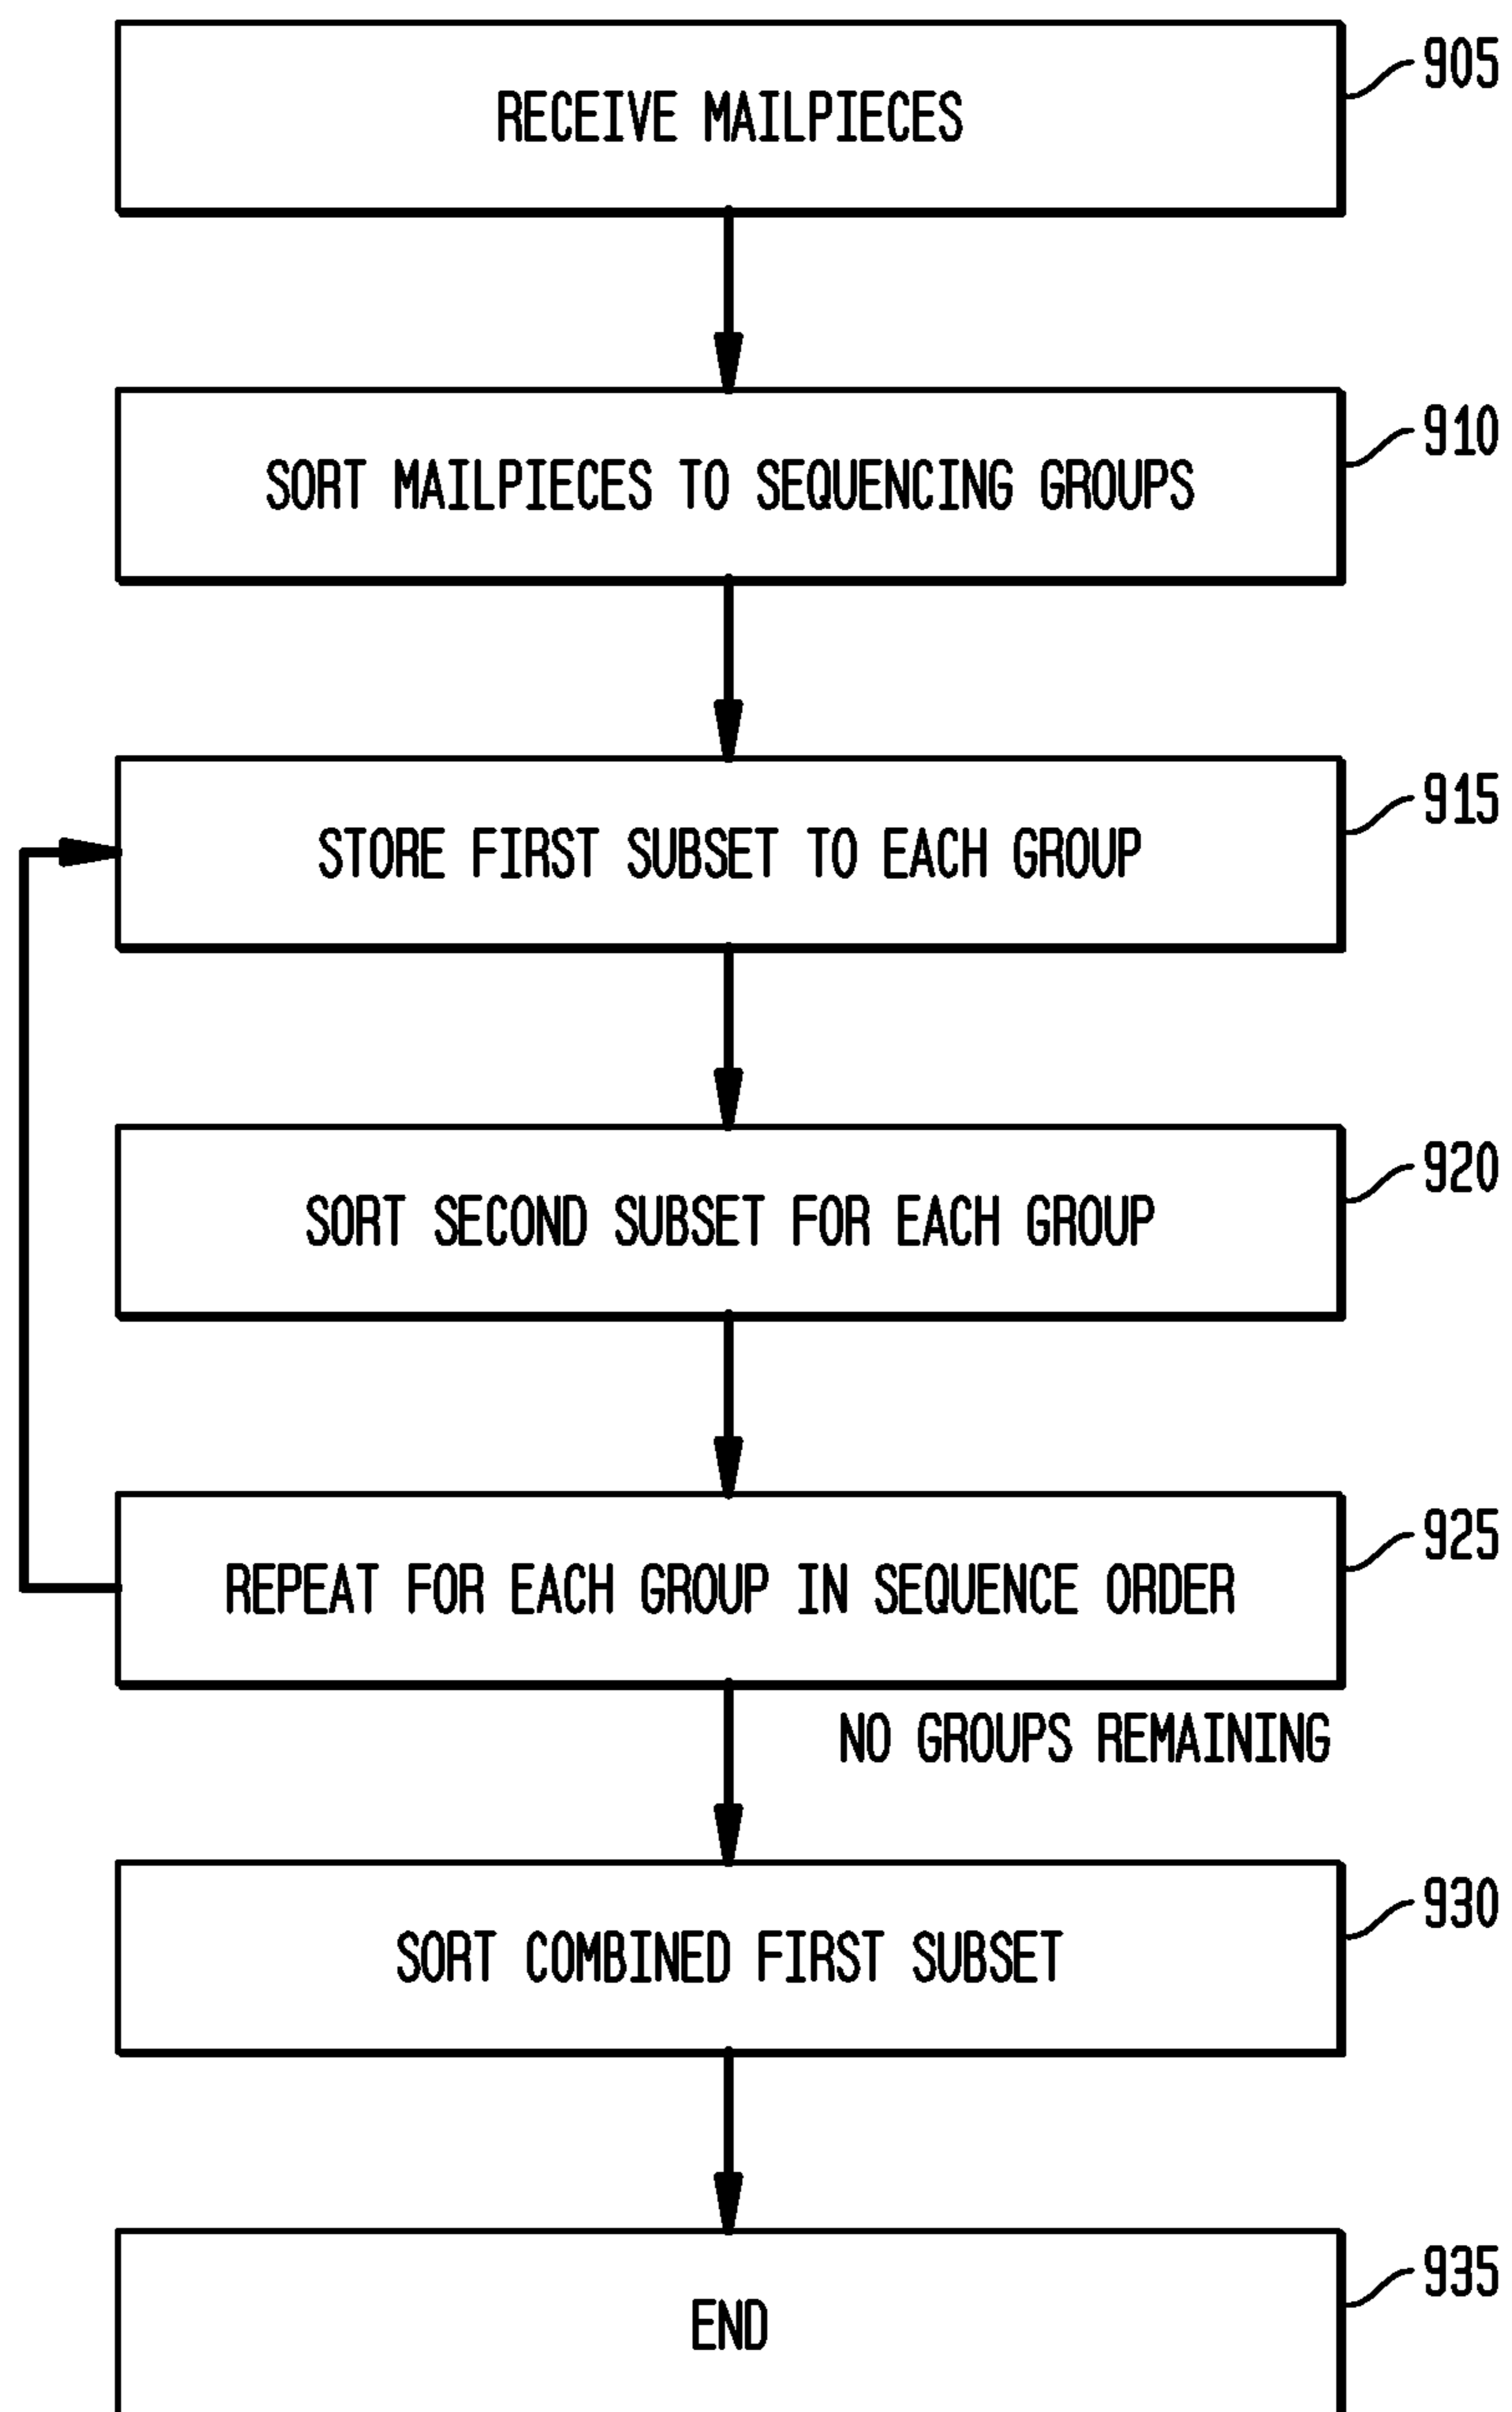 905
RECEIVE MAILPIECES
910
SORT MAILPIECES TO SEQUENCING GROUPS
915
STORE FIRST SUBSET TO EACH GROUP
920
SORT SECOND SUBSET FOR EACH GROUP
925
REPEAT FOR EACH GROUP IN SEQUENCE ORDER
NO GROUPS REMAINING
930
SORT COMBINED FIRST SUBSET
935
END